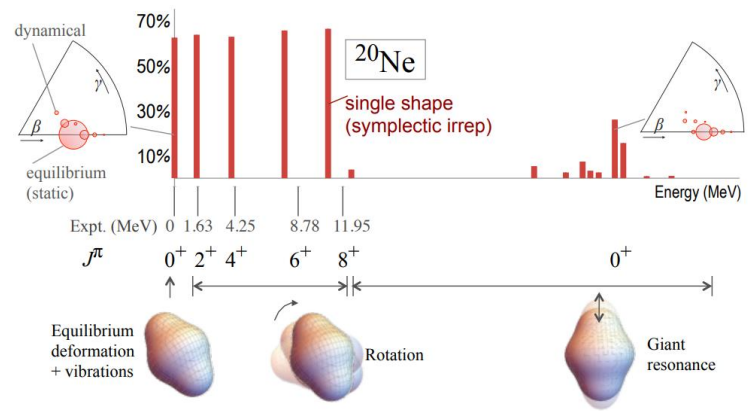 dynamical
70%
50%
30%
10%
²⁰Ne
single shape
(symplectic irrep)
γ
β
equilibrium
(static)
γ
β
Energy (MeV)
Expt. (MeV) 0 1.63 4.25 8.78 11.95
Jπ 0⁺ 2⁺ 4⁺ 6⁺ 8⁺ 0⁺
Equilibrium
deformation
+ vibrations
Rotation
Giant
resonance